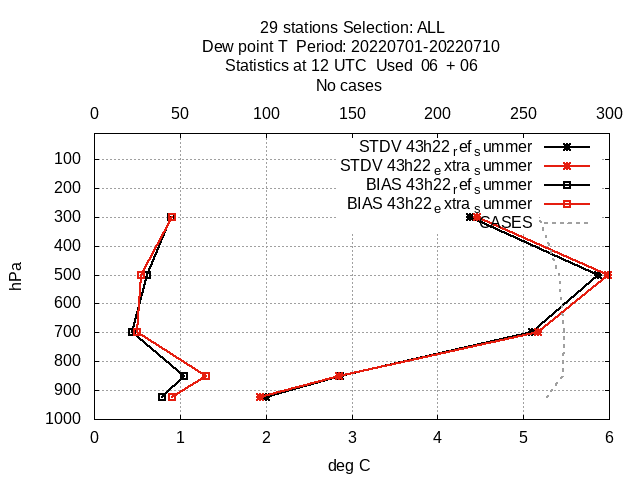 29 stations Selection: ALL
Dew point T  Period: 20220701-20220710
Statistics at 12 UTC  Used  06  + 06
No cases
0 50 100 150 200 250 300
STDV 43h22_ref_summer
STDV 43h22_extra_summer
BIAS 43h22_ref_summer
BIAS 43h22_extra_summer
CASES
100
200
300
400
500
600
700
800
900
1000
hPa
0 1 2 3 4 5 6
deg C